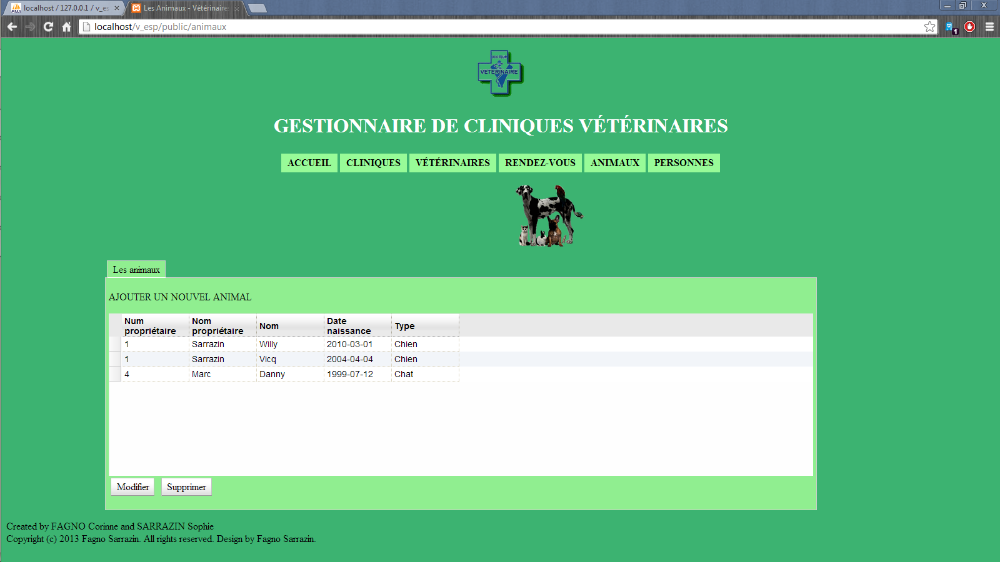 localhost / 127.0.0.1 / v_es
Les Animaux - Vétérinaire
localhost/v_esp/public/animaux
1
DOCTEUR
VETERINAIRE
GESTIONNAIRE DE CLINIQUES VÉTÉRINAIRES
ACCUEIL CLINIQUES VÉTÉRINAIRES RENDEZ-VOUS ANIMAUX PERSONNES
Les animaux
AJOUTER UN NOUVEL ANIMAL
Num propriétaire Nom propriétaire Nom Date naissance Type
1 Sarrazin Willy 2010-03-01 Chien
1 Sarrazin Vicq 2004-04-04 Chien
4 Marc Danny 1999-07-12 Chat
Modifier Supprimer
Created by FAGNO Corinne and SARRAZIN Sophie
Copyright (c) 2013 Fagno Sarrazin. All rights reserved. Design by Fagno Sarrazin.